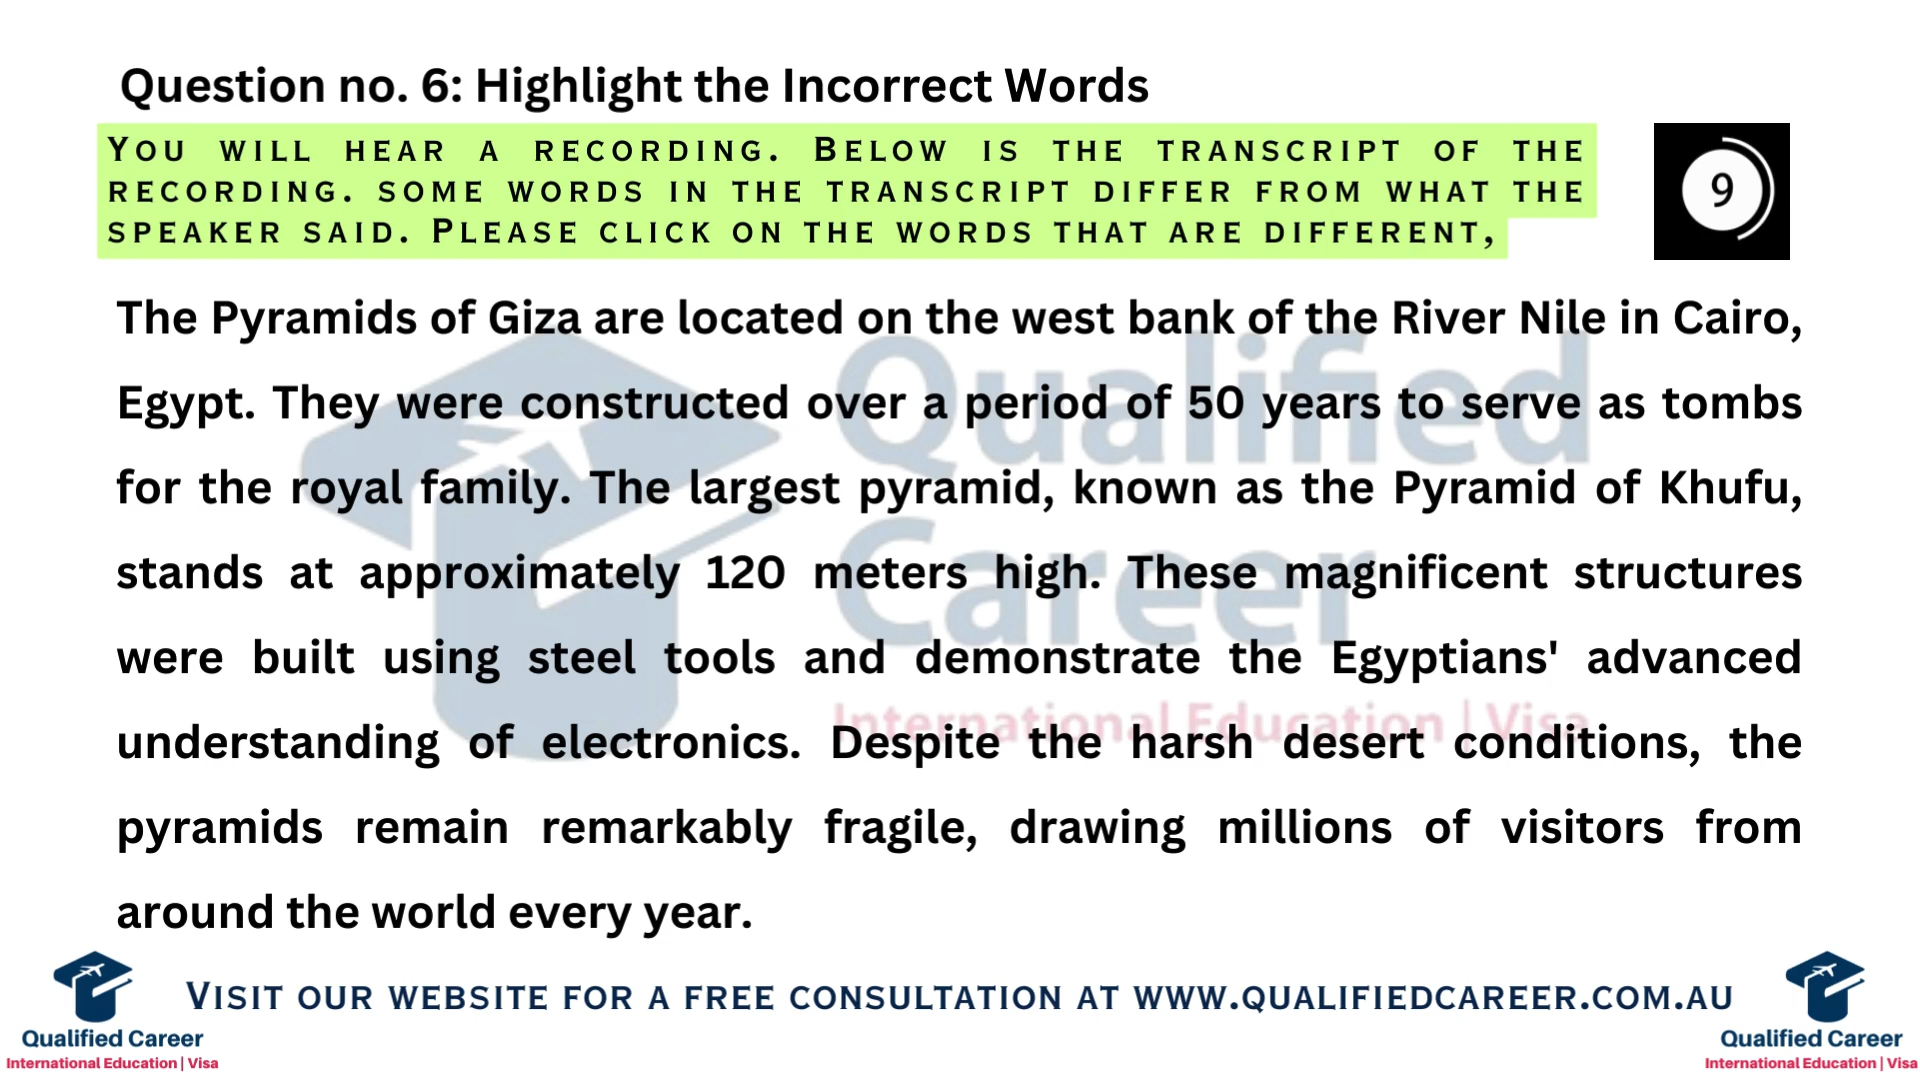 Question no. 6: Highlight the Incorrect Words
You will hear a recording. Below is the transcript of the
recording. some words in the transcript differ from what the
speaker said. Please click on the words that are different,
9
The Pyramids of Giza are located on the west bank of the River Nile in Cairo,
Egypt. They were constructed over a period of 50 years to serve as tombs
for the royal family. The largest pyramid, known as the Pyramid of Khufu,
stands at approximately 120 meters high. These magnificent structures
were built using steel tools and demonstrate the Egyptians' advanced
understanding of electronics. Despite the harsh desert conditions, the
pyramids remain remarkably fragile, drawing millions of visitors from
around the world every year.
Qualified
Career
International Education | Visa
Visit our website for a free consultation at www.qualifiedcareer.com.au
Qualified Career
International Education | Visa
Qualified Career
International Education | Visa